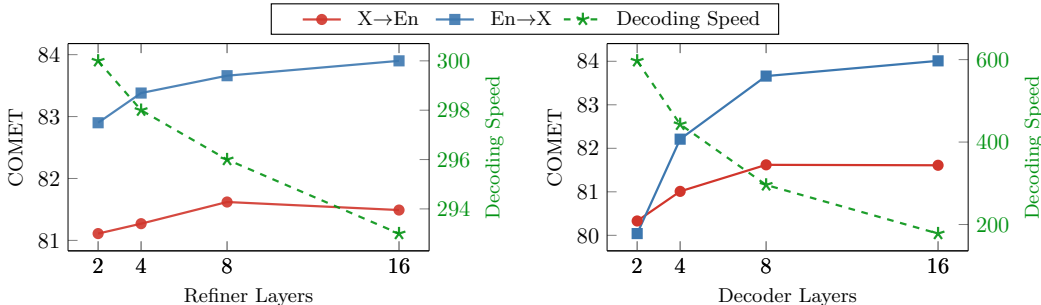 X→En En→X Decoding Speed
84
83
82
81
COMET
300
298
296
294
Decoding Speed
2 4 8 16
Refiner Layers
84
83
82
81
80
COMET
600
400
200
Decoding Speed
2 4 8 16
Decoder Layers